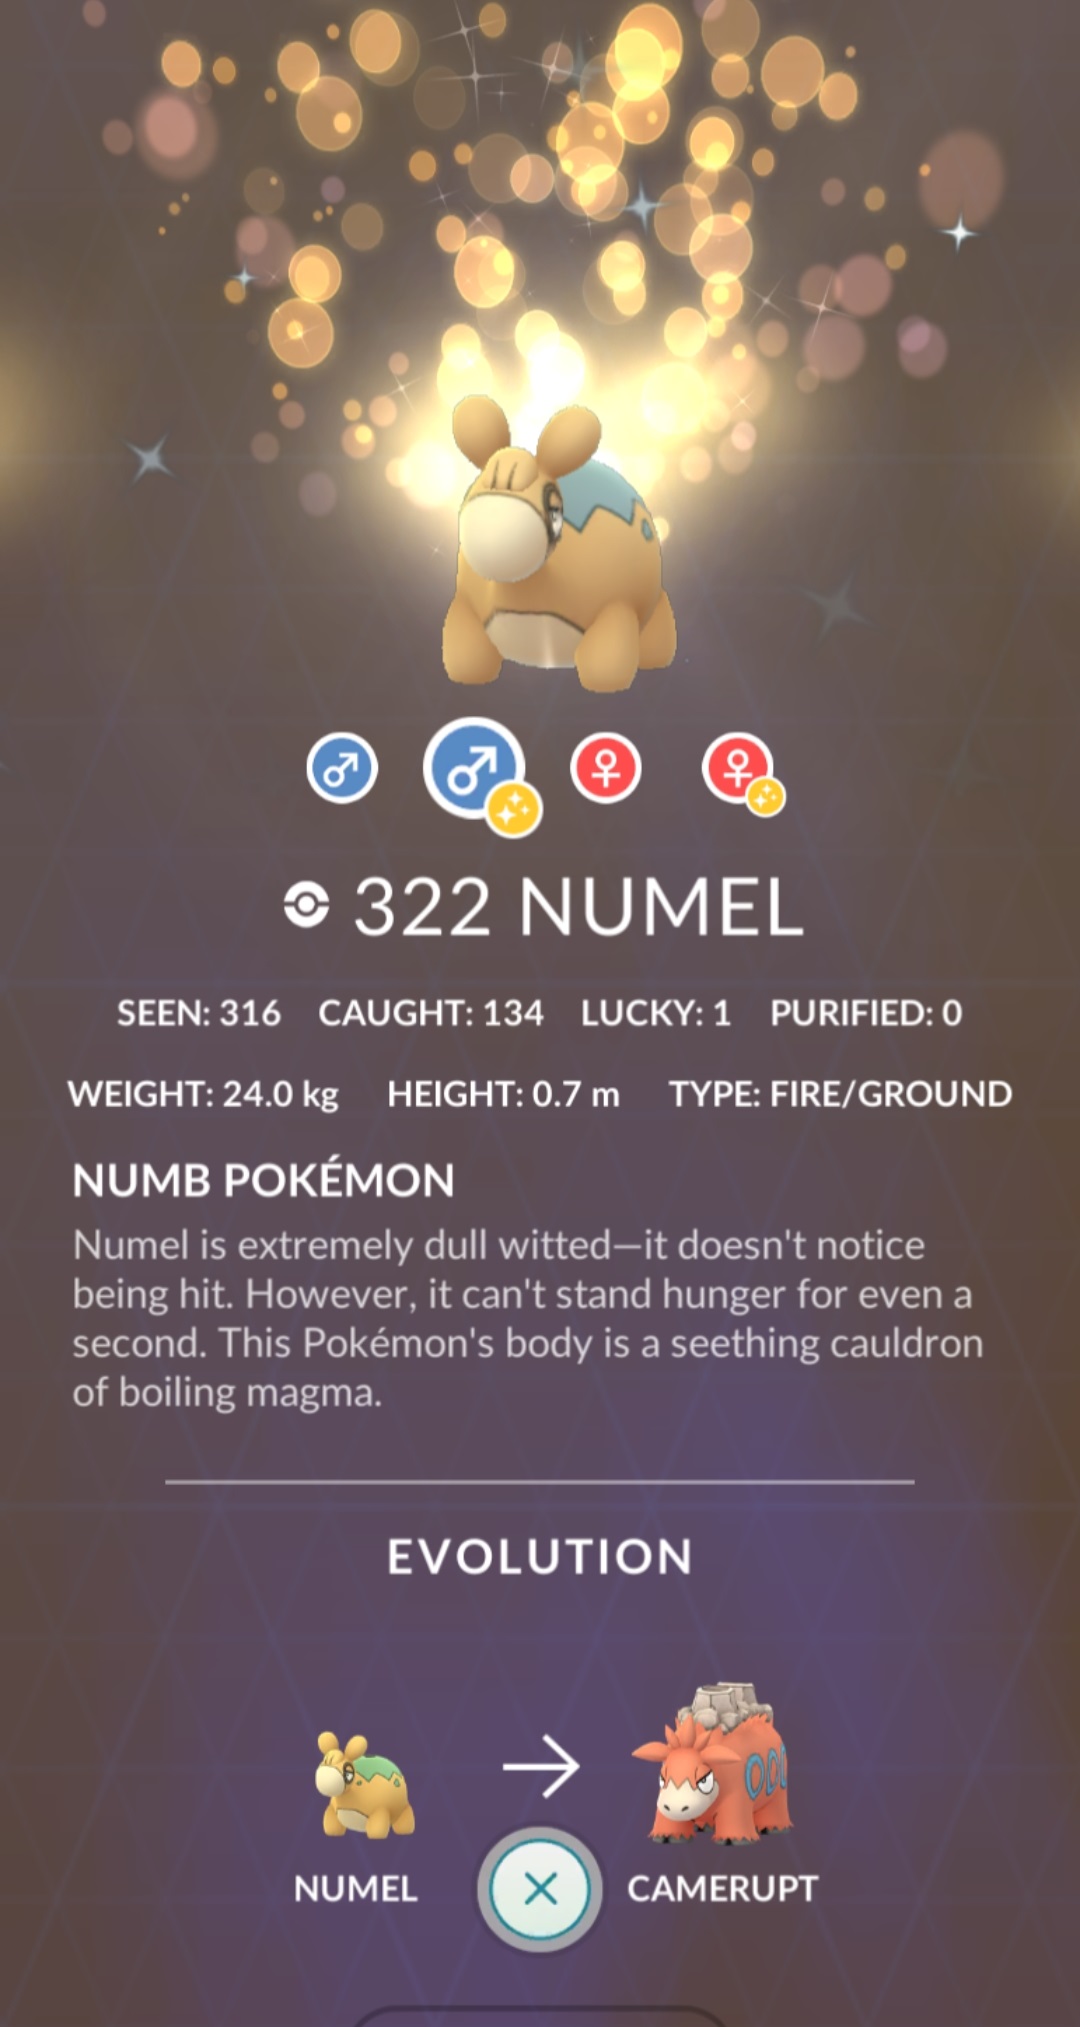 322 NUMEL
SEEN: 316 CAUGHT: 134 LUCKY: 1 PURIFIED: 0
WEIGHT: 24.0 kg HEIGHT: 0.7 m TYPE: FIRE/GROUND
NUMB POKÉMON
Numel is extremely dull witted—it doesn't notice
being hit. However, it can't stand hunger for even a
second. This Pokémon's body is a seething cauldron
of boiling magma.
EVOLUTION
NUMEL CAMERUPT